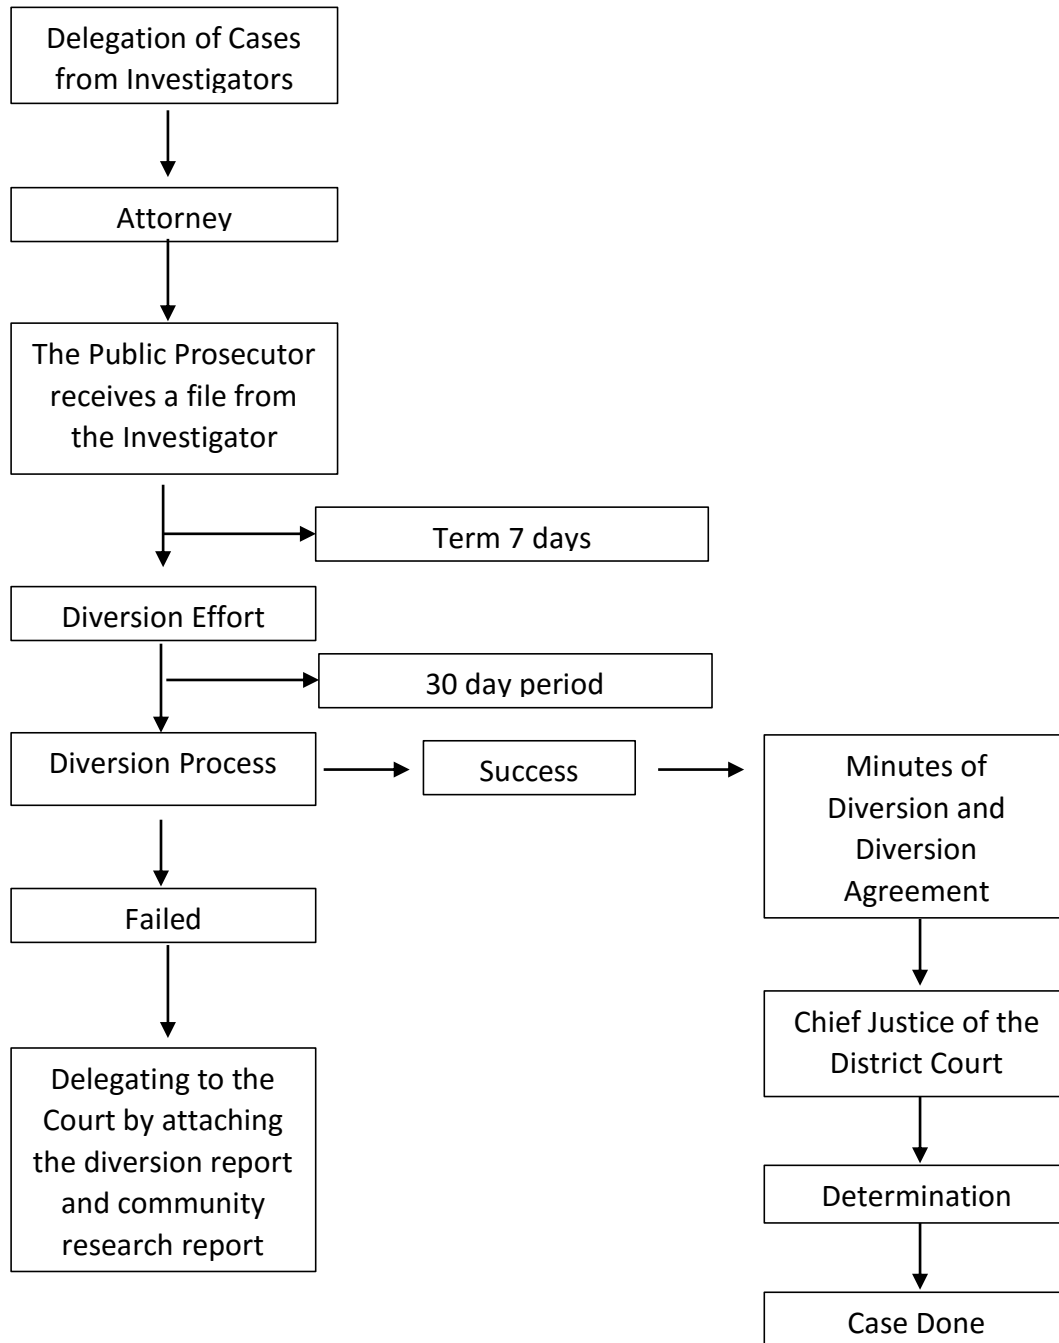 Delegation of Cases
from Investigators
Attorney
The Public Prosecutor
receives a file from
the Investigator
Term 7 days
Diversion Effort
30 day period
Diversion Process
Success
Minutes of
Diversion and
Diversion
Agreement
Failed
Chief Justice of the
District Court
Delegating to the
Court by attaching
the diversion report
and community
research report
Determination
Case Done